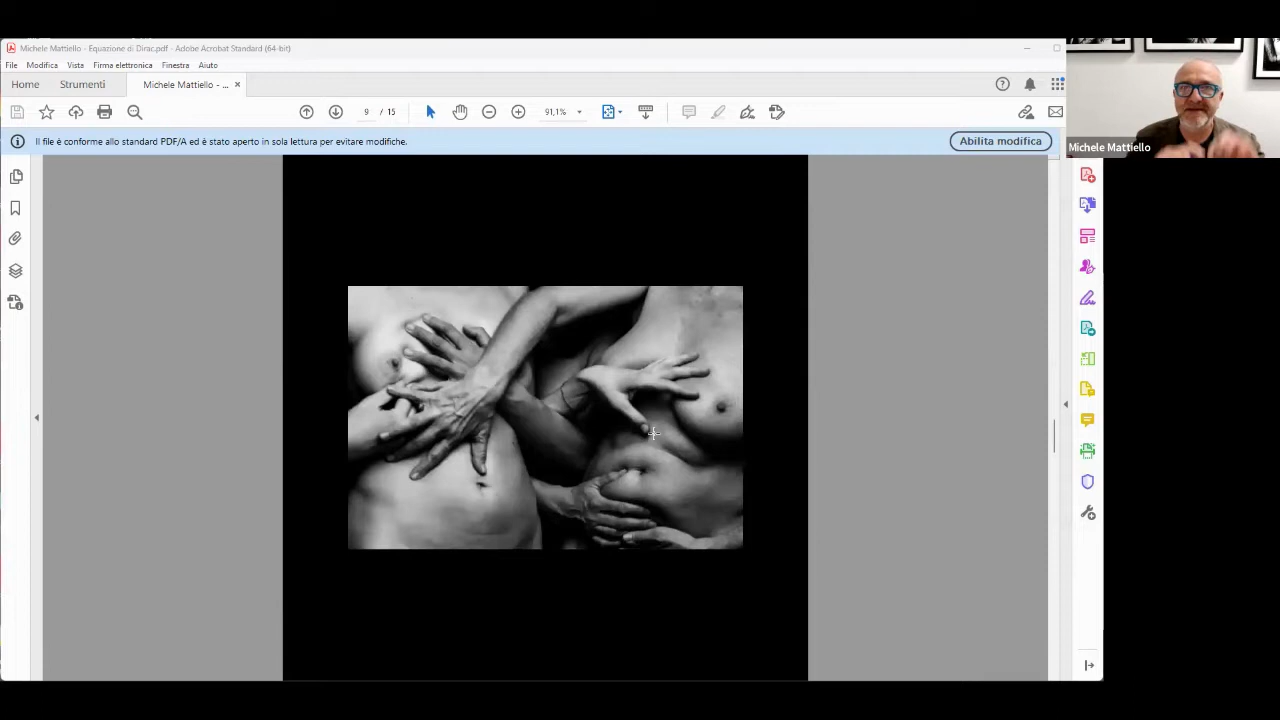 Michele Mattiello - Equazione di Dirac.pdf - Adobe Acrobat Standard (64-bit)
File Modifica Vista Firma elettronica Finestra Aiuto
Home Strumenti Michele Mattiello - ... ×
9 / 15 91,1%
Il file è conforme allo standard PDF/A ed è stato aperto in sola lettura per evitare modifiche. Abilita modifica
Michele Mattiello